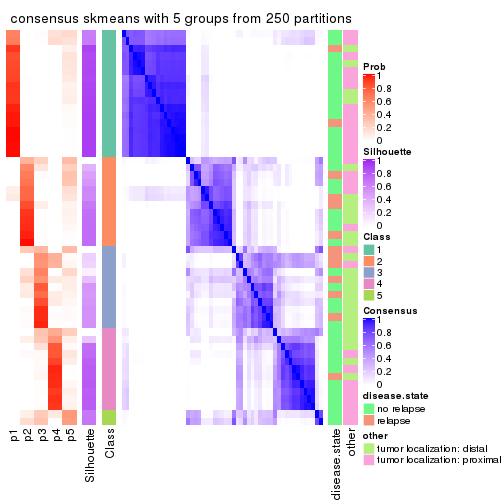 consensus skmeans with 5 groups from 250 partitions
Prob
1
0.8
0.6
0.4
0.2
0
Silhouette
1
0.8
0.6
0.4
0.2
0
Class
1
2
3
4
5
Consensus
1
0.8
0.6
0.4
0.2
0
disease.state
no relapse
relapse
other
tumor localization: distal
tumor localization: proximal
p1
p2
p3
p4
p5
Silhouette
Class
disease.state
other